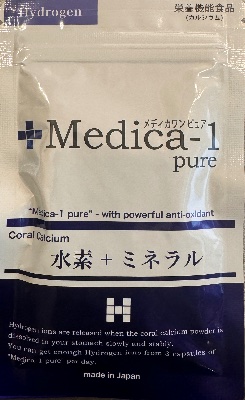 Hydrogen
栄養機能食品
(カルシウム)
メディカワン ピュア
Medica-1
pure
"Medica-1 pure" - with powerful anti-oxidant
Coral Calcium
水素 + ミネラル
H
Hydrogen ions are released when the coral calcium powder is
dissolved in your stomach slowly and stably.
You can get enough Hydrogen ions from 3 capsules of
"Medica-1 pure" per day.
made in Japan